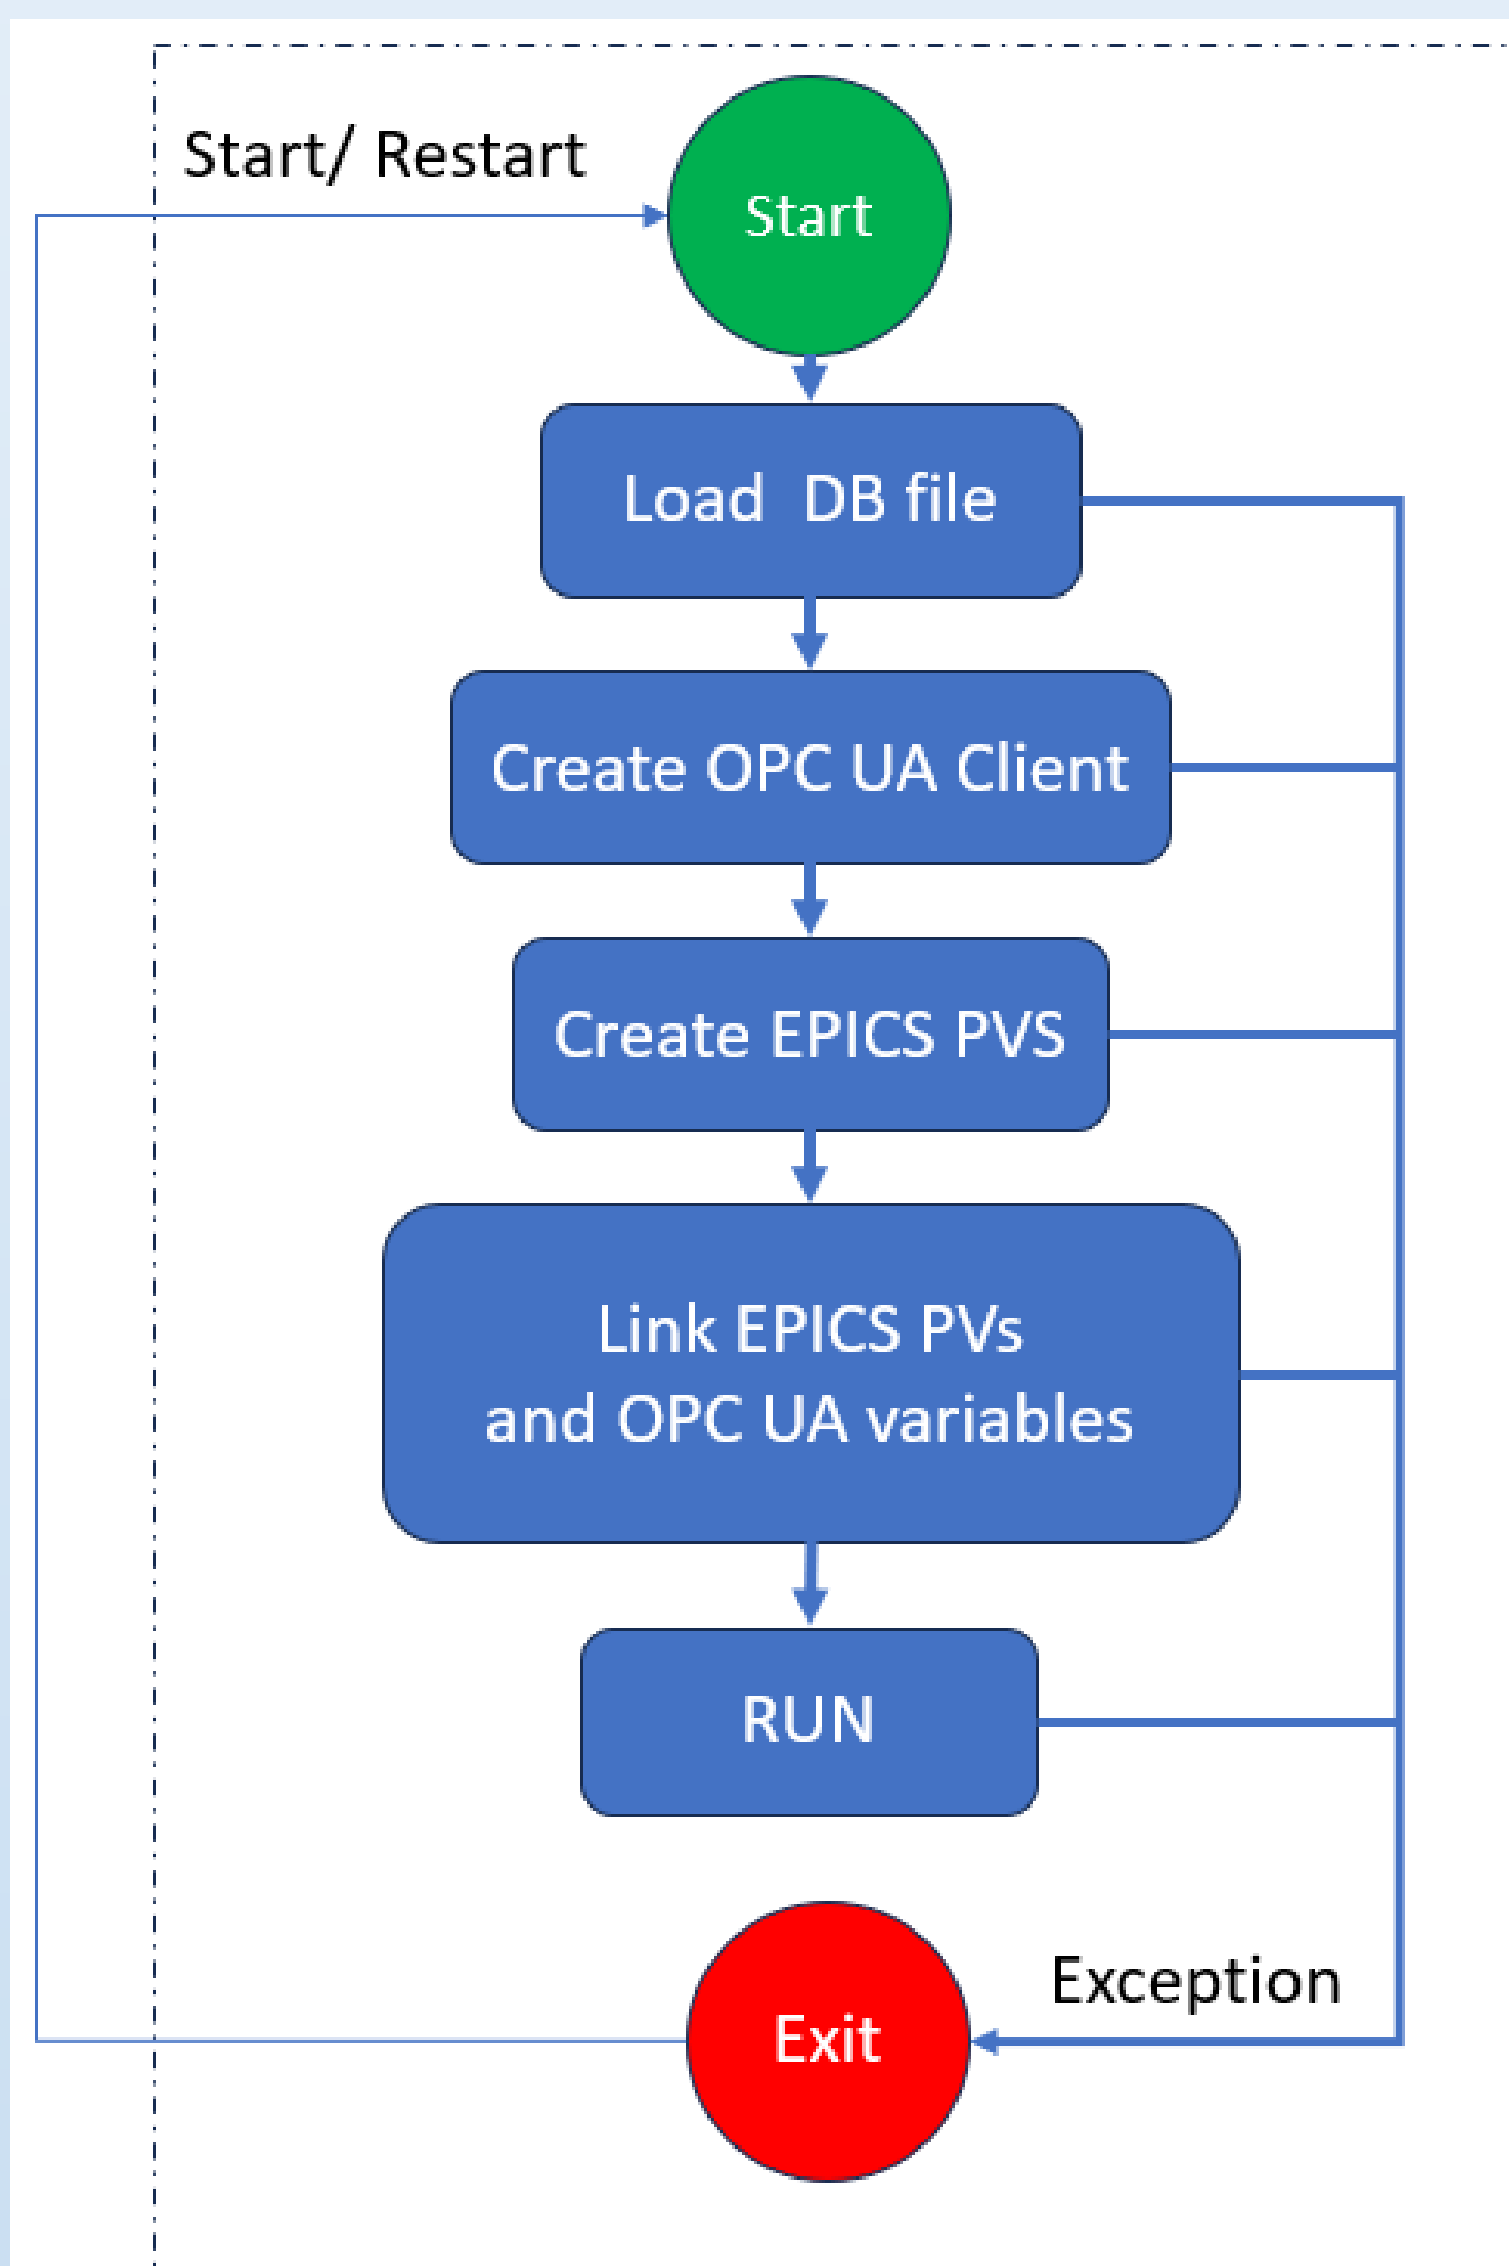 Start/ Restart
Start
Load  DB file
Create OPC UA Client
Create EPICS PVS
Link EPICS PVs
and OPC UA variables
RUN
Exception
Exit